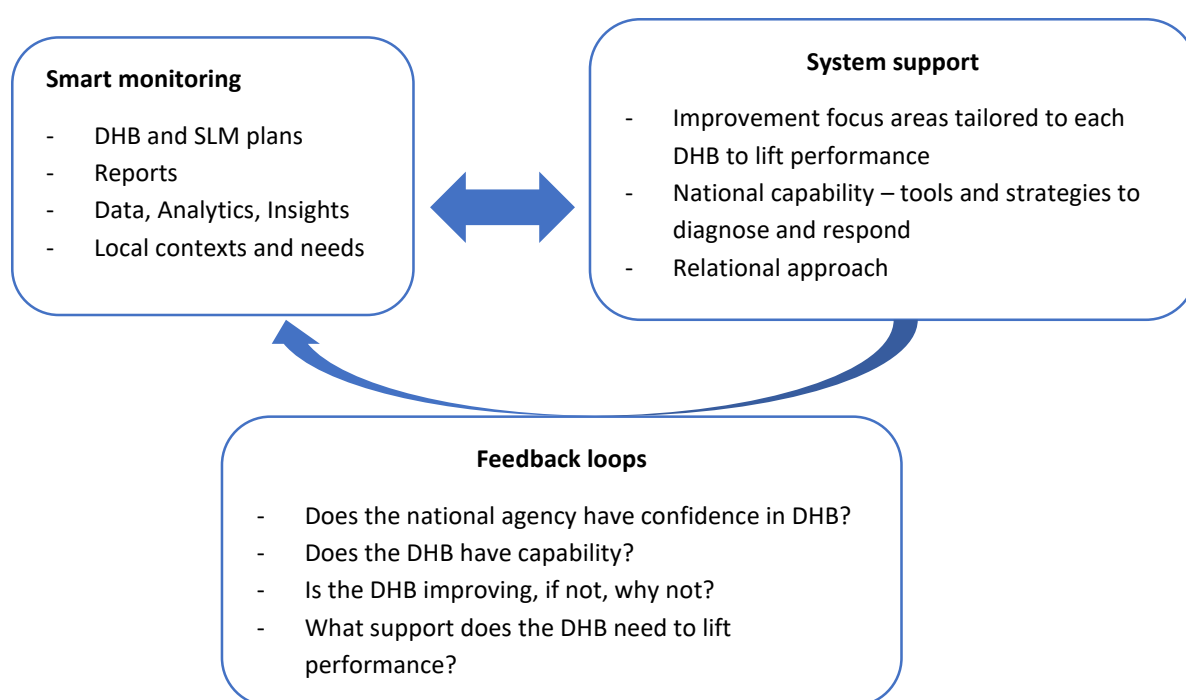 Smart monitoring
- DHB and SLM plans
- Reports
- Data, Analytics, Insights
- Local contexts and needs
System support
- Improvement focus areas tailored to each
DHB to lift performance
- National capability – tools and strategies to
diagnose and respond
- Relational approach
Feedback loops
- Does the national agency have confidence in DHB?
- Does the DHB have capability?
- Is the DHB improving, if not, why not?
- What support does the DHB need to lift
performance?